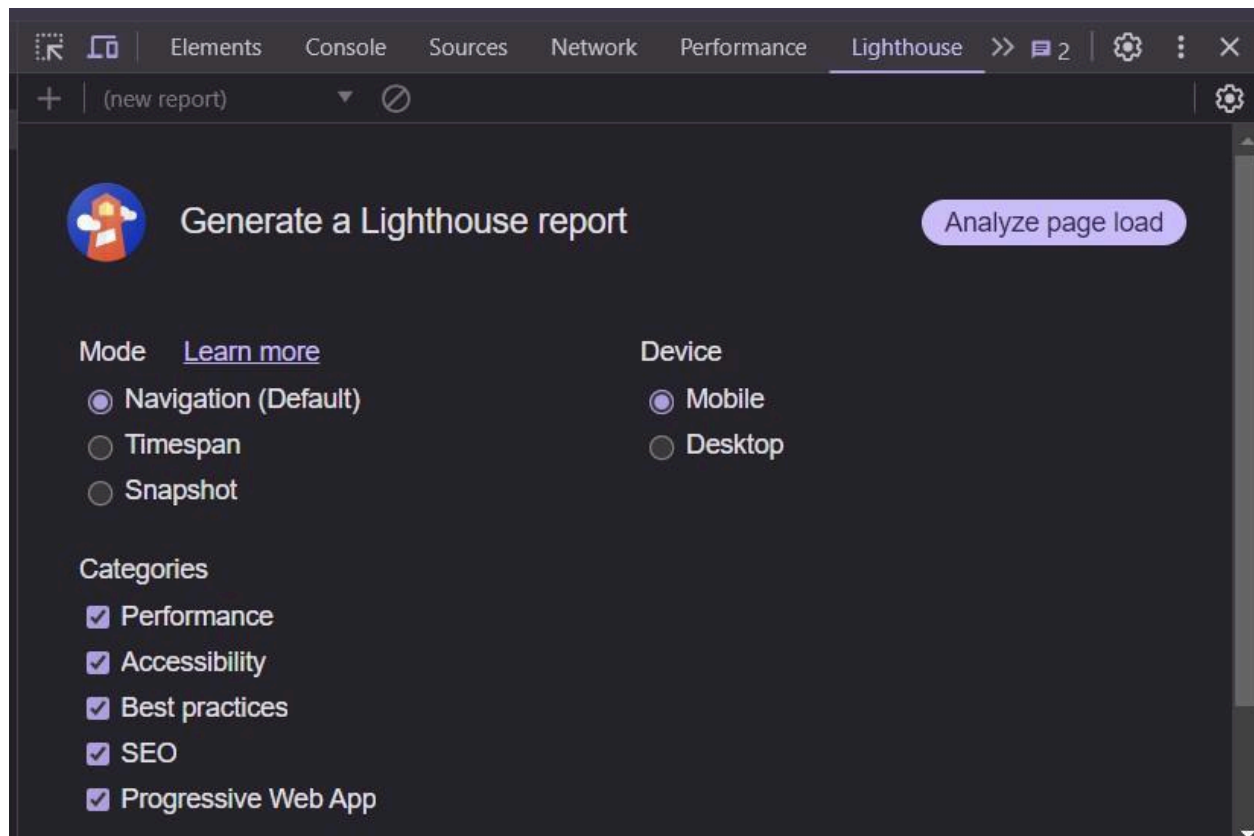 Elements Console Sources Network Performance Lighthouse 2
(new report)
Generate a Lighthouse report Analyze page load
Mode Learn more Device
Navigation (Default) Mobile
Timespan Desktop
Snapshot
Categories
Performance
Accessibility
Best practices
SEO
Progressive Web App